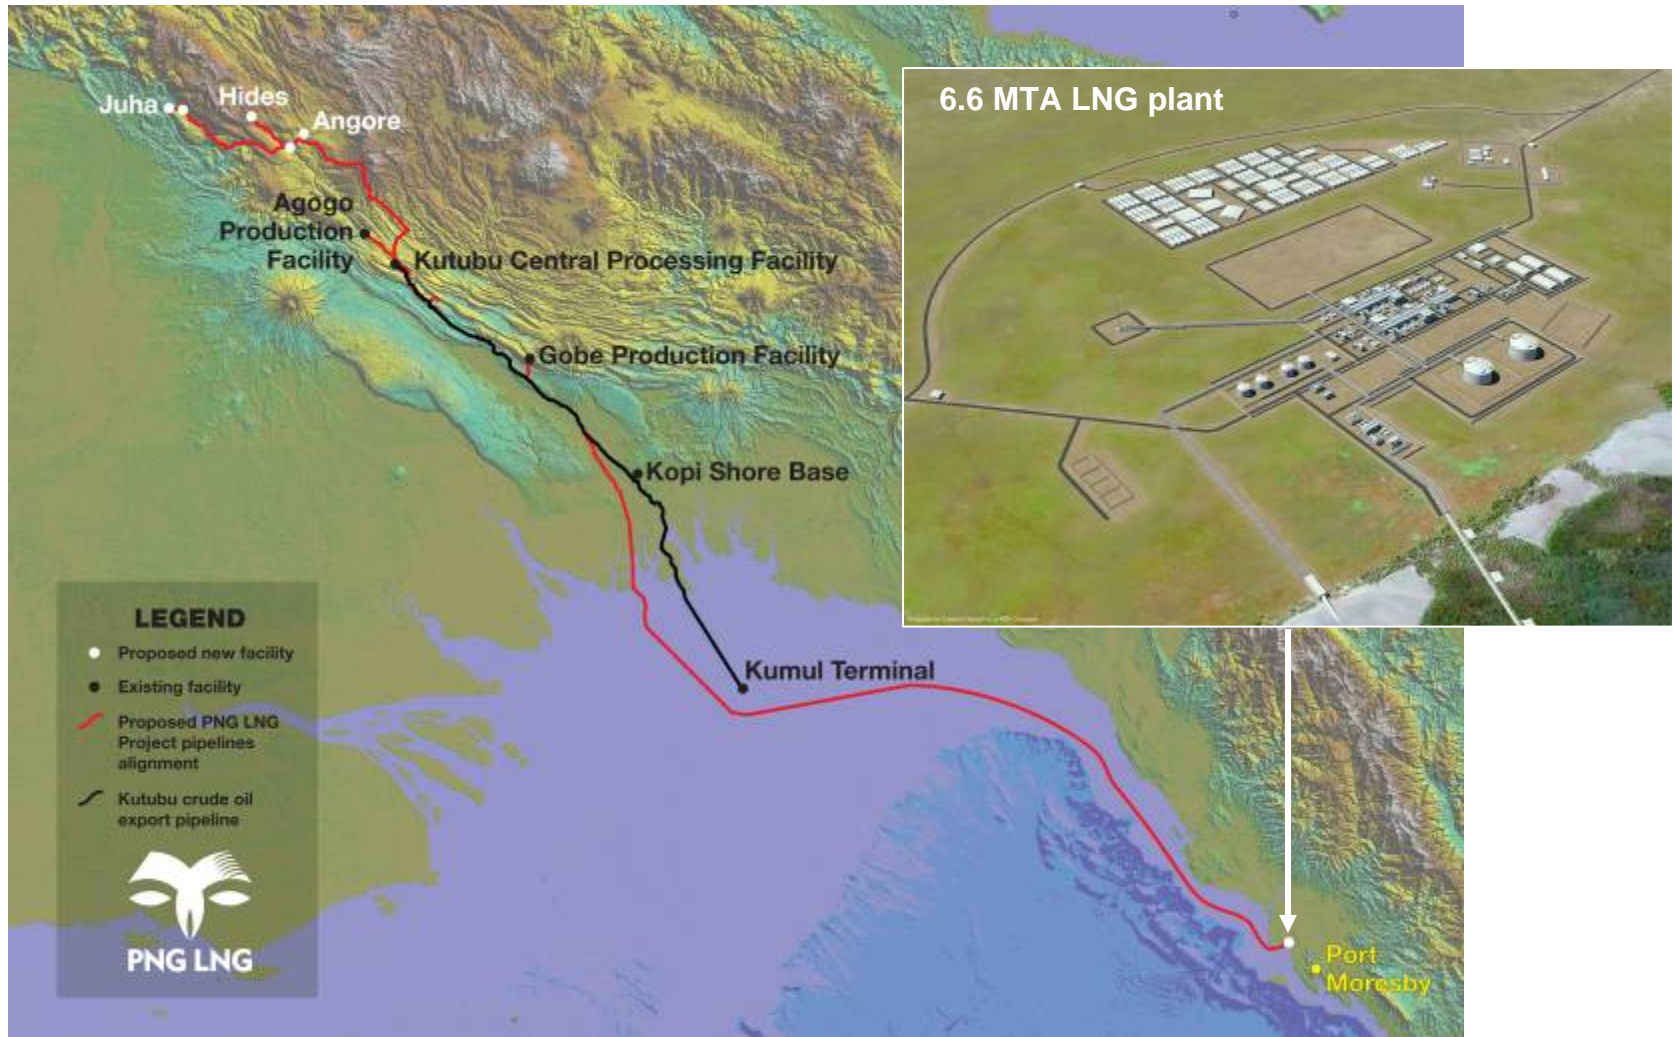 6.6 MTA LNG plant
Juha
Hides
Angore
Agogo
Production
Facility
Kutubu Central Processing Facility
Gobe Production Facility
Kopi Shore Base
Kumul Terminal
Port
Moresby
LEGEND
Proposed new facility
Existing facility
Proposed PNG LNG
Project pipelines
alignment
Kutubu crude oil
export pipeline
PNG LNG